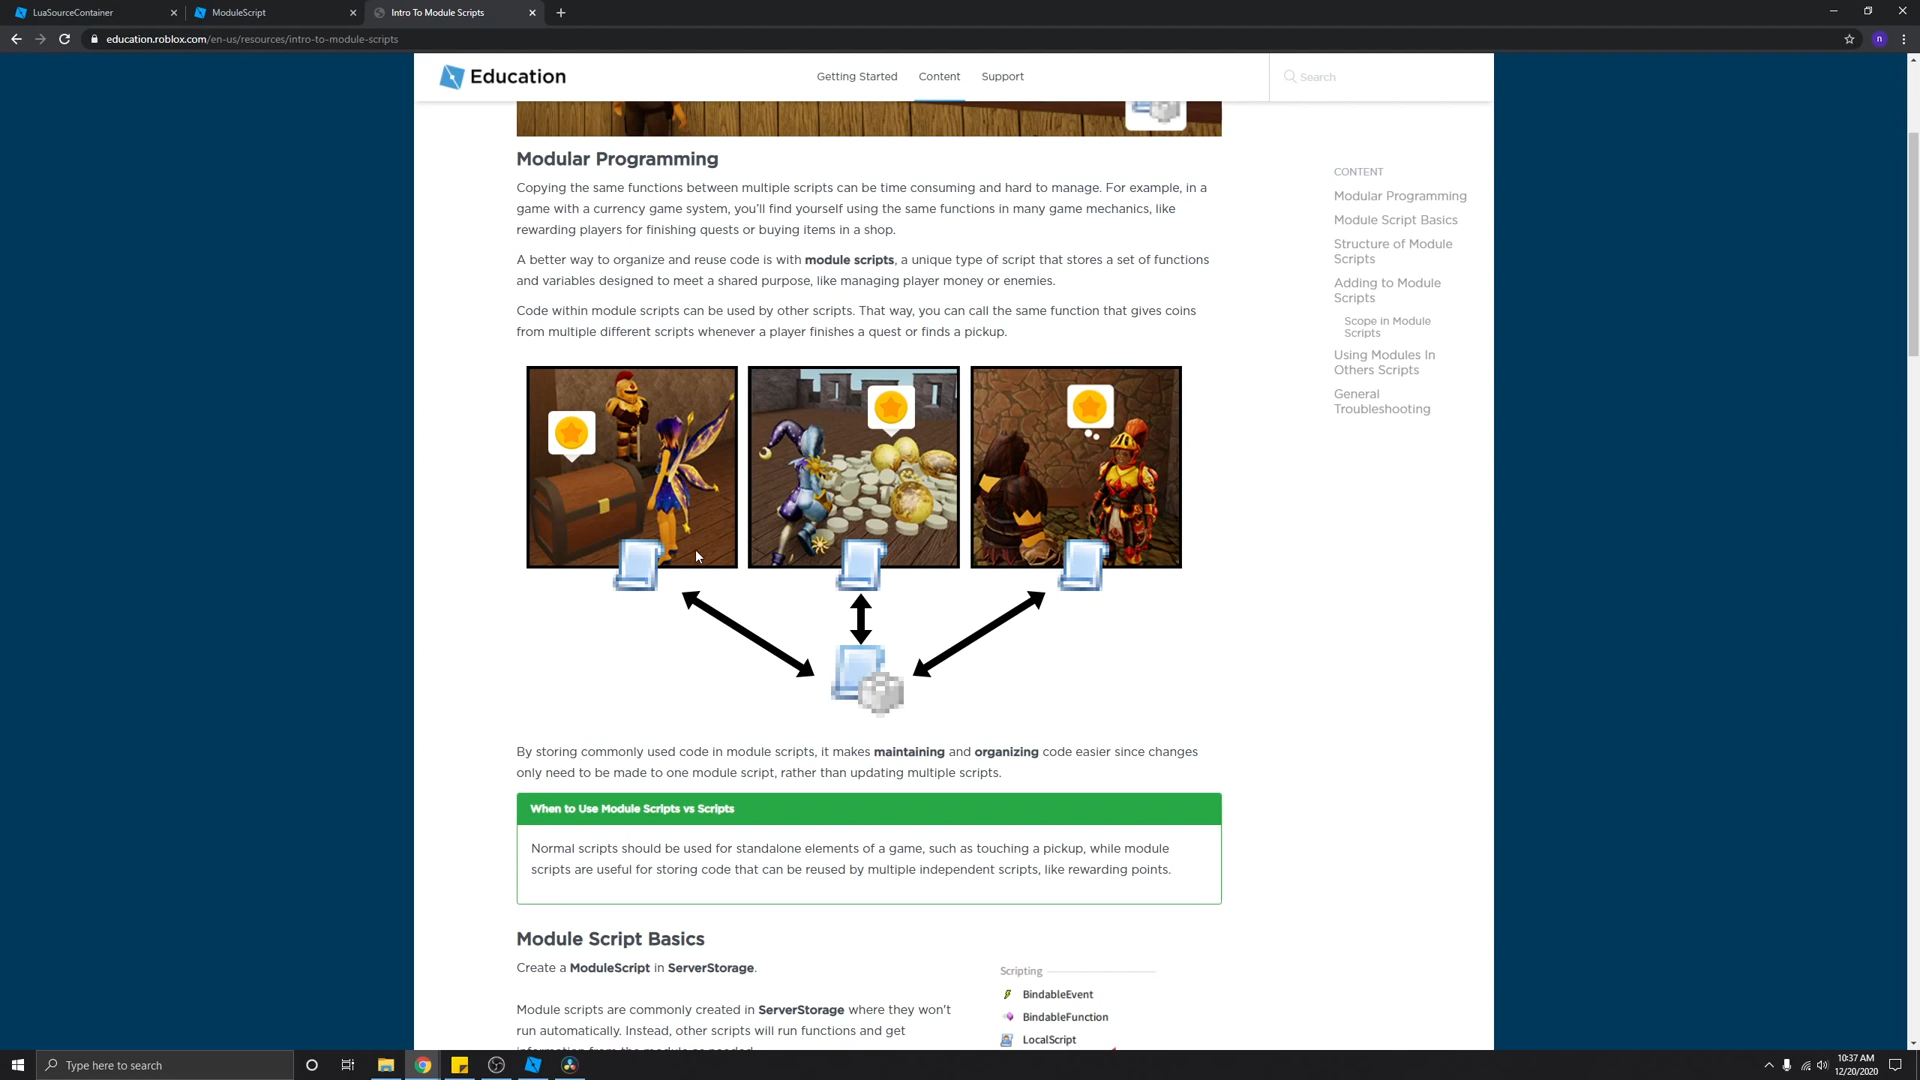 LuaSourceContainer
ModuleScript
Intro To Module Scripts
education.roblox.com/en-us/resources/intro-to-module-scripts
n
Education
Getting Started
Content
Support
Search
Modular Programming
Copying the same functions between multiple scripts can be time consuming and hard to manage. For example, in a
game with a currency game system, you'll find yourself using the same functions in many game mechanics, like
rewarding players for finishing quests or buying items in a shop.
A better way to organize and reuse code is with module scripts, a unique type of script that stores a set of functions
and variables designed to meet a shared purpose, like managing player money or enemies.
Code within module scripts can be used by other scripts. That way, you can call the same function that gives coins
from multiple different scripts whenever a player finishes a quest or finds a pickup.
By storing commonly used code in module scripts, it makes maintaining and organizing code easier since changes
only need to be made to one module script, rather than updating multiple scripts.
When to Use Module Scripts vs Scripts
Normal scripts should be used for standalone elements of a game, such as touching a pickup, while module
scripts are useful for storing code that can be reused by multiple independent scripts, like rewarding points.
Module Script Basics
Create a ModuleScript in ServerStorage.
Module scripts are commonly created in ServerStorage where they won't
run automatically. Instead, other scripts will run functions and get
Scripting
BindableEvent
BindableFunction
LocalScript
CONTENT
Modular Programming
Module Script Basics
Structure of Module
Scripts
Adding to Module
Scripts
Scope in Module
Scripts
Using Modules In
Others Scripts
General
Troubleshooting
Type here to search
10:37 AM
12/20/2020